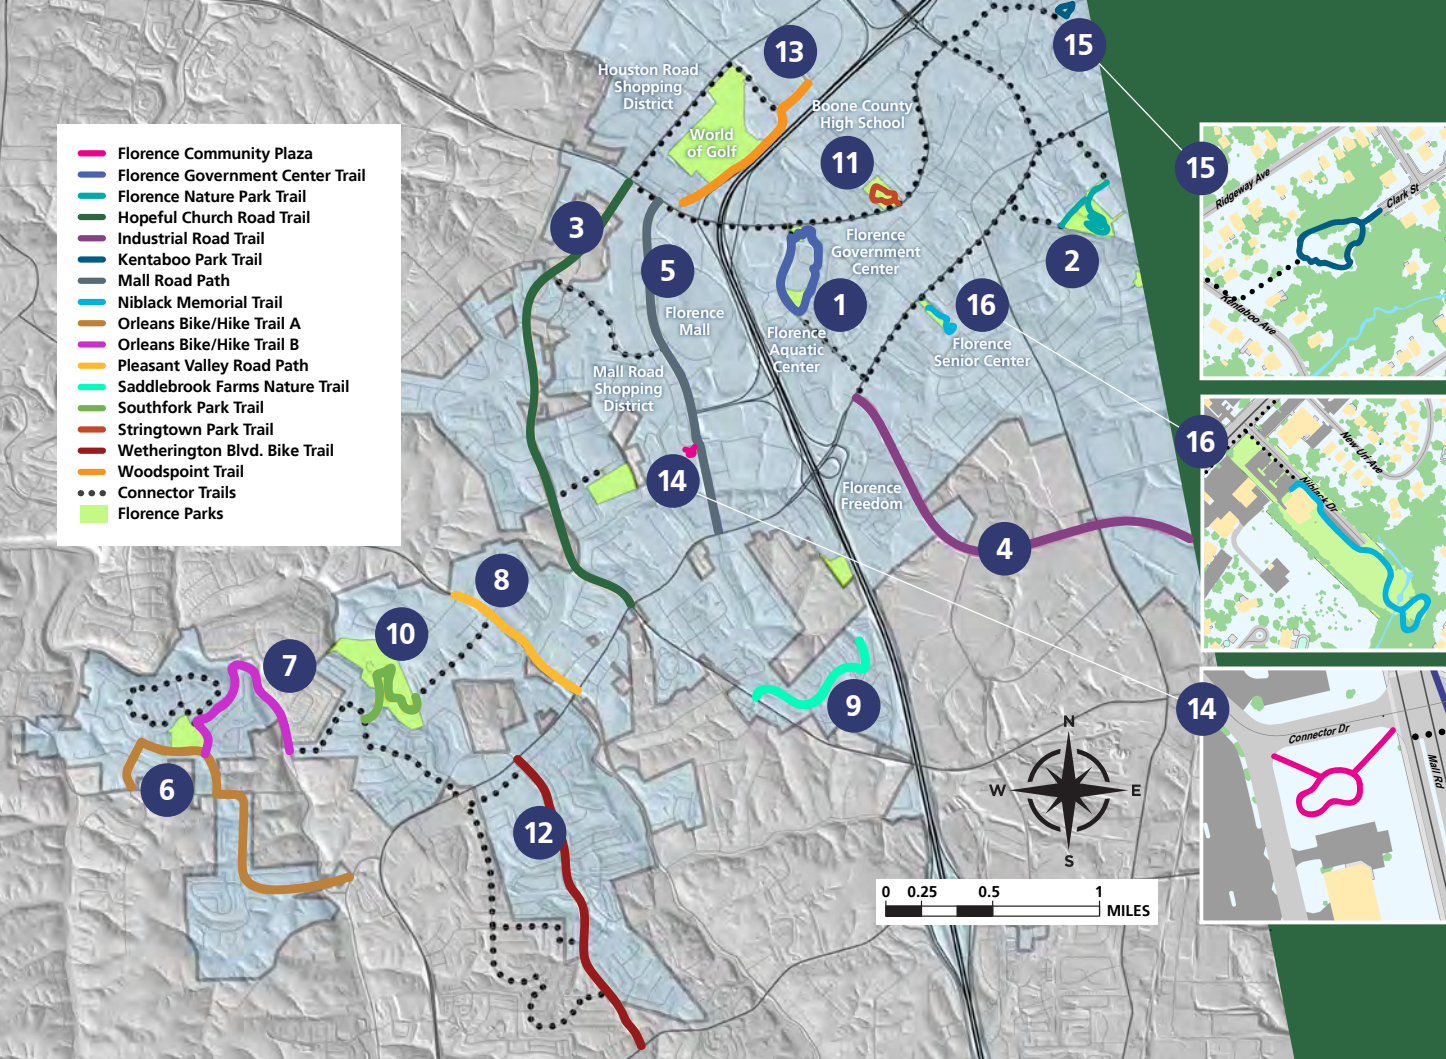 Florence Community Plaza
Florence Government Center Trail
Florence Nature Park Trail
Hopeful Church Road Trail
Industrial Road Trail
Kentaboo Park Trail
Mall Road Path
Niblack Memorial Trail
Orleans Bike/Hike Trail A
Orleans Bike/Hike Trail B
Pleasant Valley Road Path
Saddlebrook Farms Nature Trail
Southfork Park Trail
Stringtown Park Trail
Wetherington Blvd. Bike Trail
Woodspoint Trail
Connector Trails
Florence Parks
Houston Road
Shopping
District
13
15
World
of Golf
Boone County
High School
11
3
5
Florence
Mall
Florence
Government
Center
2
1
16
Florence
Aquatic
Center
Florence
Senior Center
Mall Road
Shopping
District
14
Florence
Freedom
4
8
10
7
9
6
12
N
W
E
S
0
0.25
0.5
1
MILES
15
Ridgeway Ave
Clark St
Kentaboo Ave
16
New Uri Ave
Niblack Dr
14
Connector Dr
Mall Rd